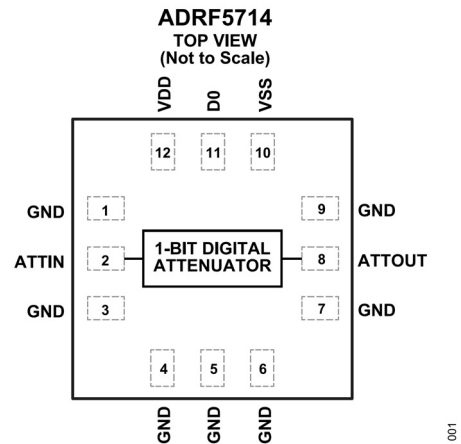 ADRF5714
TOP VIEW
(Not to Scale)
VDD
D0
VSS
12
11
10
GND
1
9
GND
ATTIN
2
1-BIT DIGITAL
ATTENUATOR
8
ATTOUT
GND
3
7
GND
4
5
6
GND
GND
GND
001